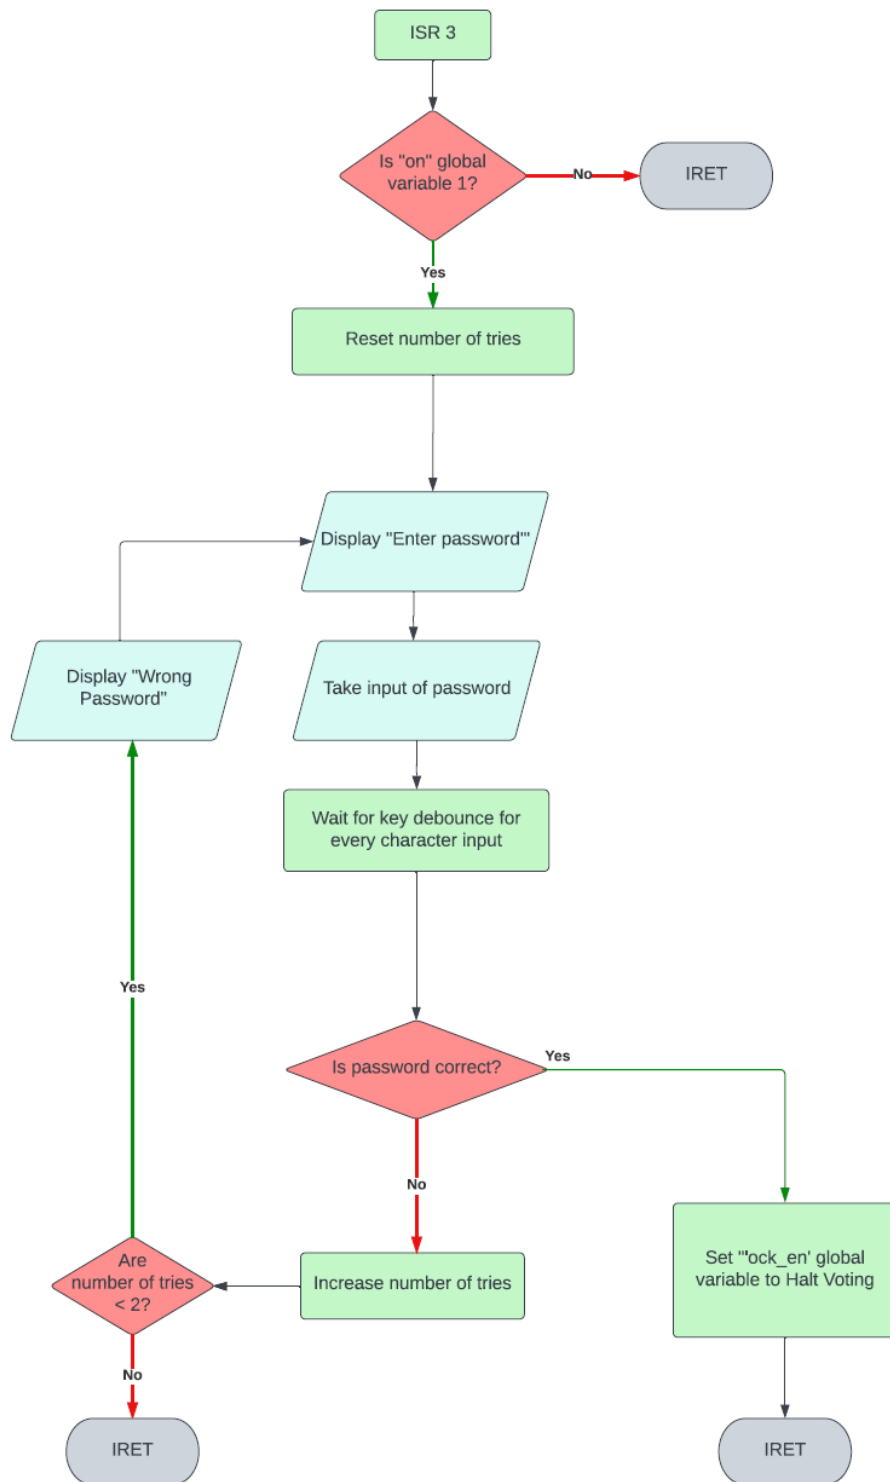 ISR 3
Is "on" global
variable 1?
No
IRET
Yes
Reset number of tries
Display "Enter password'"
Display "Wrong
Password"
Take input of password
Wait for key debounce for
every character input
Yes
Is password correct?
Yes
No
Are
number of tries
< 2?
Increase number of tries
Set "'ock_en' global
variable to Halt Voting
No
IRET
IRET